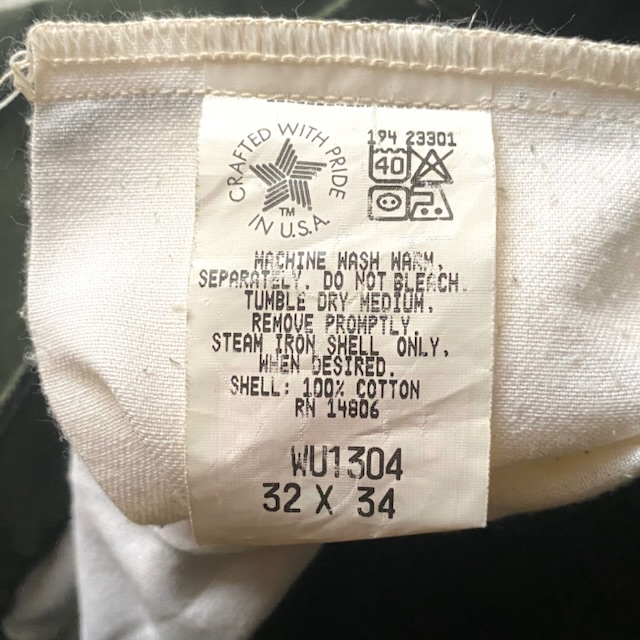 CRAFTED WITH PRIDE
TM
IN U.S.A.
194 23301
40
MACHINE WASH WARM,
SEPARATELY. DO NOT BLEACH.
TUMBLE DRY MEDIUM,
REMOVE PROMPTLY.
STEAM IRON SHELL ONLY,
WHEN DESIRED.
SHELL: 100% COTTON
RN 14806
WU1304
32 X 34